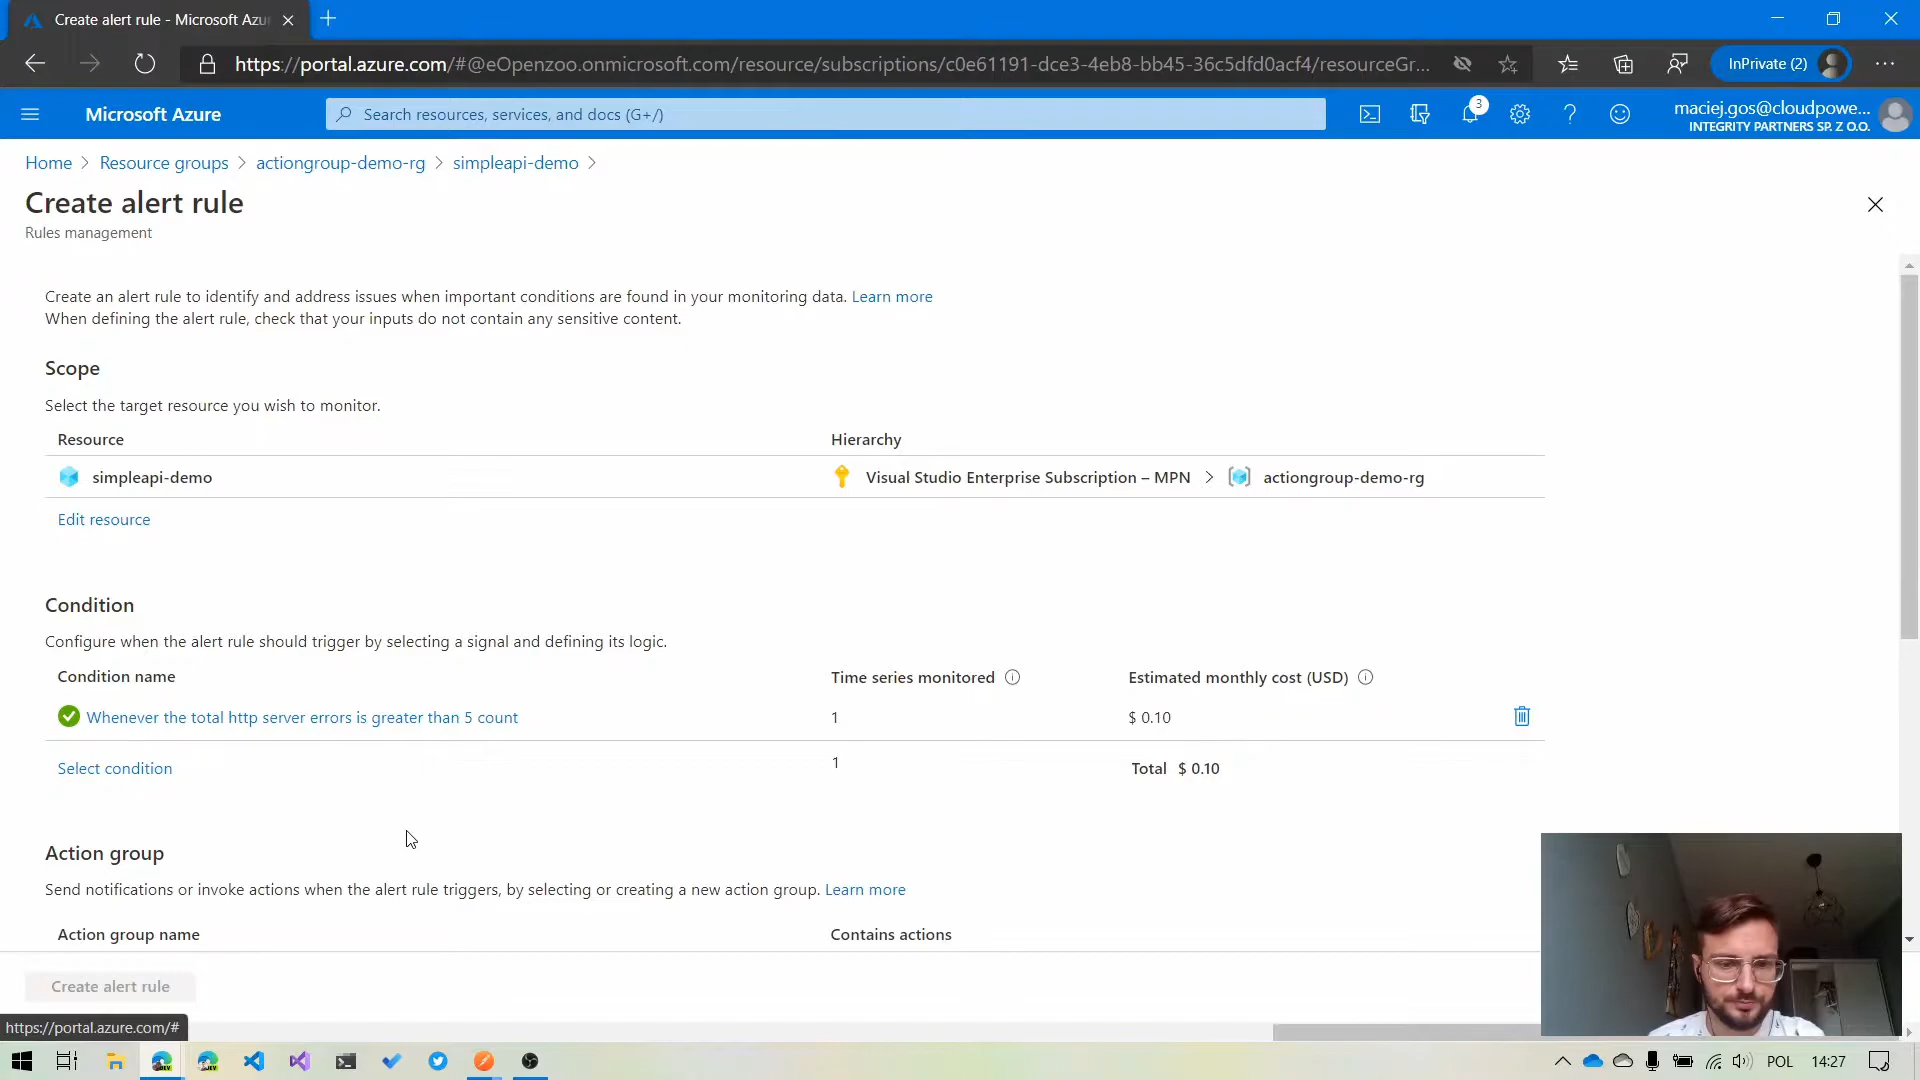 Create alert rule - Microsoft Azu
https://portal.azure.com/#@eOpenzoo.onmicrosoft.com/resource/subscriptions/c0e61191-dce3-4eb8-bb45-36c5dfd0acf4/resourceGr...
InPrivate (2)
Microsoft Azure
Search resources, services, and docs (G+/)
3
maciej.gos@cloudpowe...
INTEGRITY PARTNERS SP. Z O.O.
Home > Resource groups > actiongroup-demo-rg > simpleapi-demo >
Create alert rule
Rules management
Create an alert rule to identify and address issues when important conditions are found in your monitoring data. Learn more
When defining the alert rule, check that your inputs do not contain any sensitive content.
Scope
Select the target resource you wish to monitor.
Resource Hierarchy
simpleapi-demo Visual Studio Enterprise Subscription – MPN > actiongroup-demo-rg
Edit resource
Condition
Configure when the alert rule should trigger by selecting a signal and defining its logic.
Condition name Time series monitored Estimated monthly cost (USD)
Whenever the total http server errors is greater than 5 count 1 $ 0.10
Select condition 1 Total $ 0.10
Action group
Send notifications or invoke actions when the alert rule triggers, by selecting or creating a new action group. Learn more
Action group name Contains actions
Create alert rule
https://portal.azure.com/#
POL 14:27